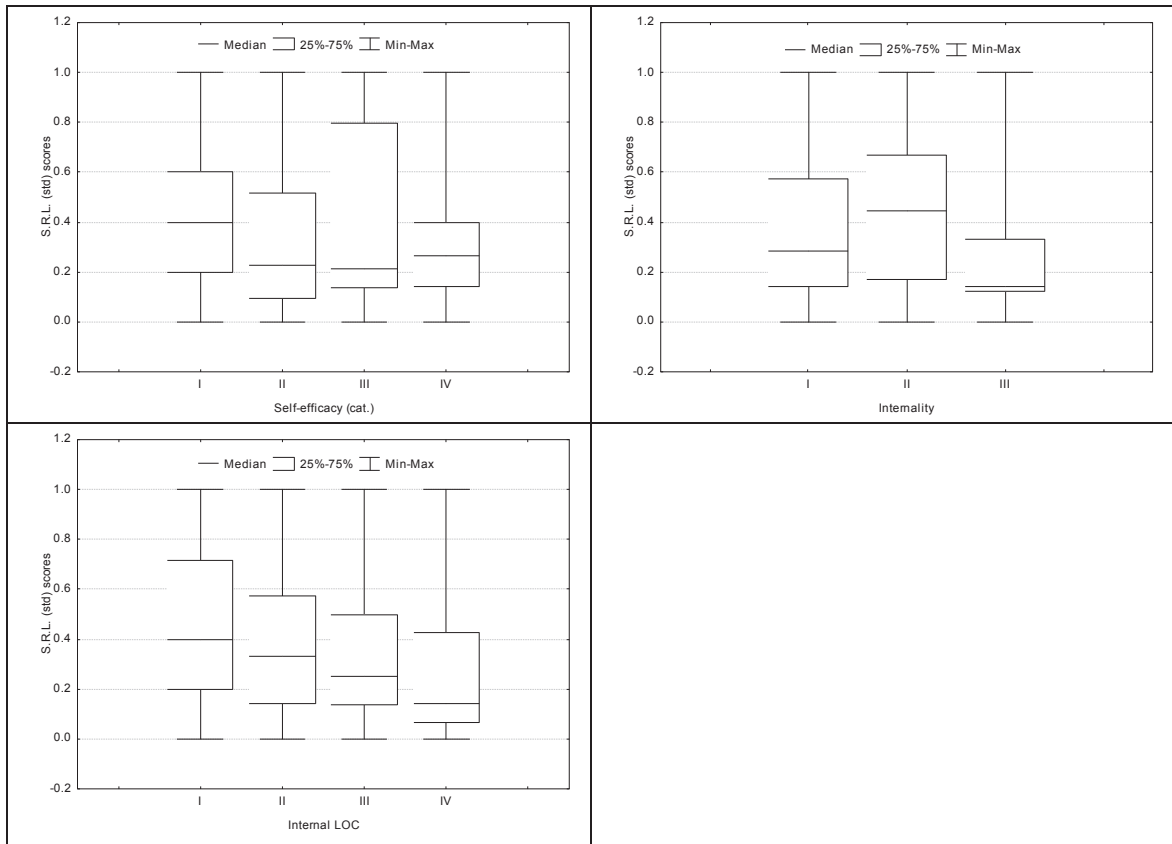 1.2
Median 25%-75% Min-Max
1.0
0.8
0.6
0.4
0.2
0.0
-0.2
S.R.L. (std) scores
I II III IV
Self-efficacy (cat.)
1.2
Median 25%-75% Min-Max
1.0
0.8
0.6
0.4
0.2
0.0
-0.2
S.R.L. (std) scores
I II III
Internality
1.2
Median 25%-75% Min-Max
1.0
0.8
0.6
0.4
0.2
0.0
-0.2
S.R.L. (std) scores
I II III IV
Internal LOC